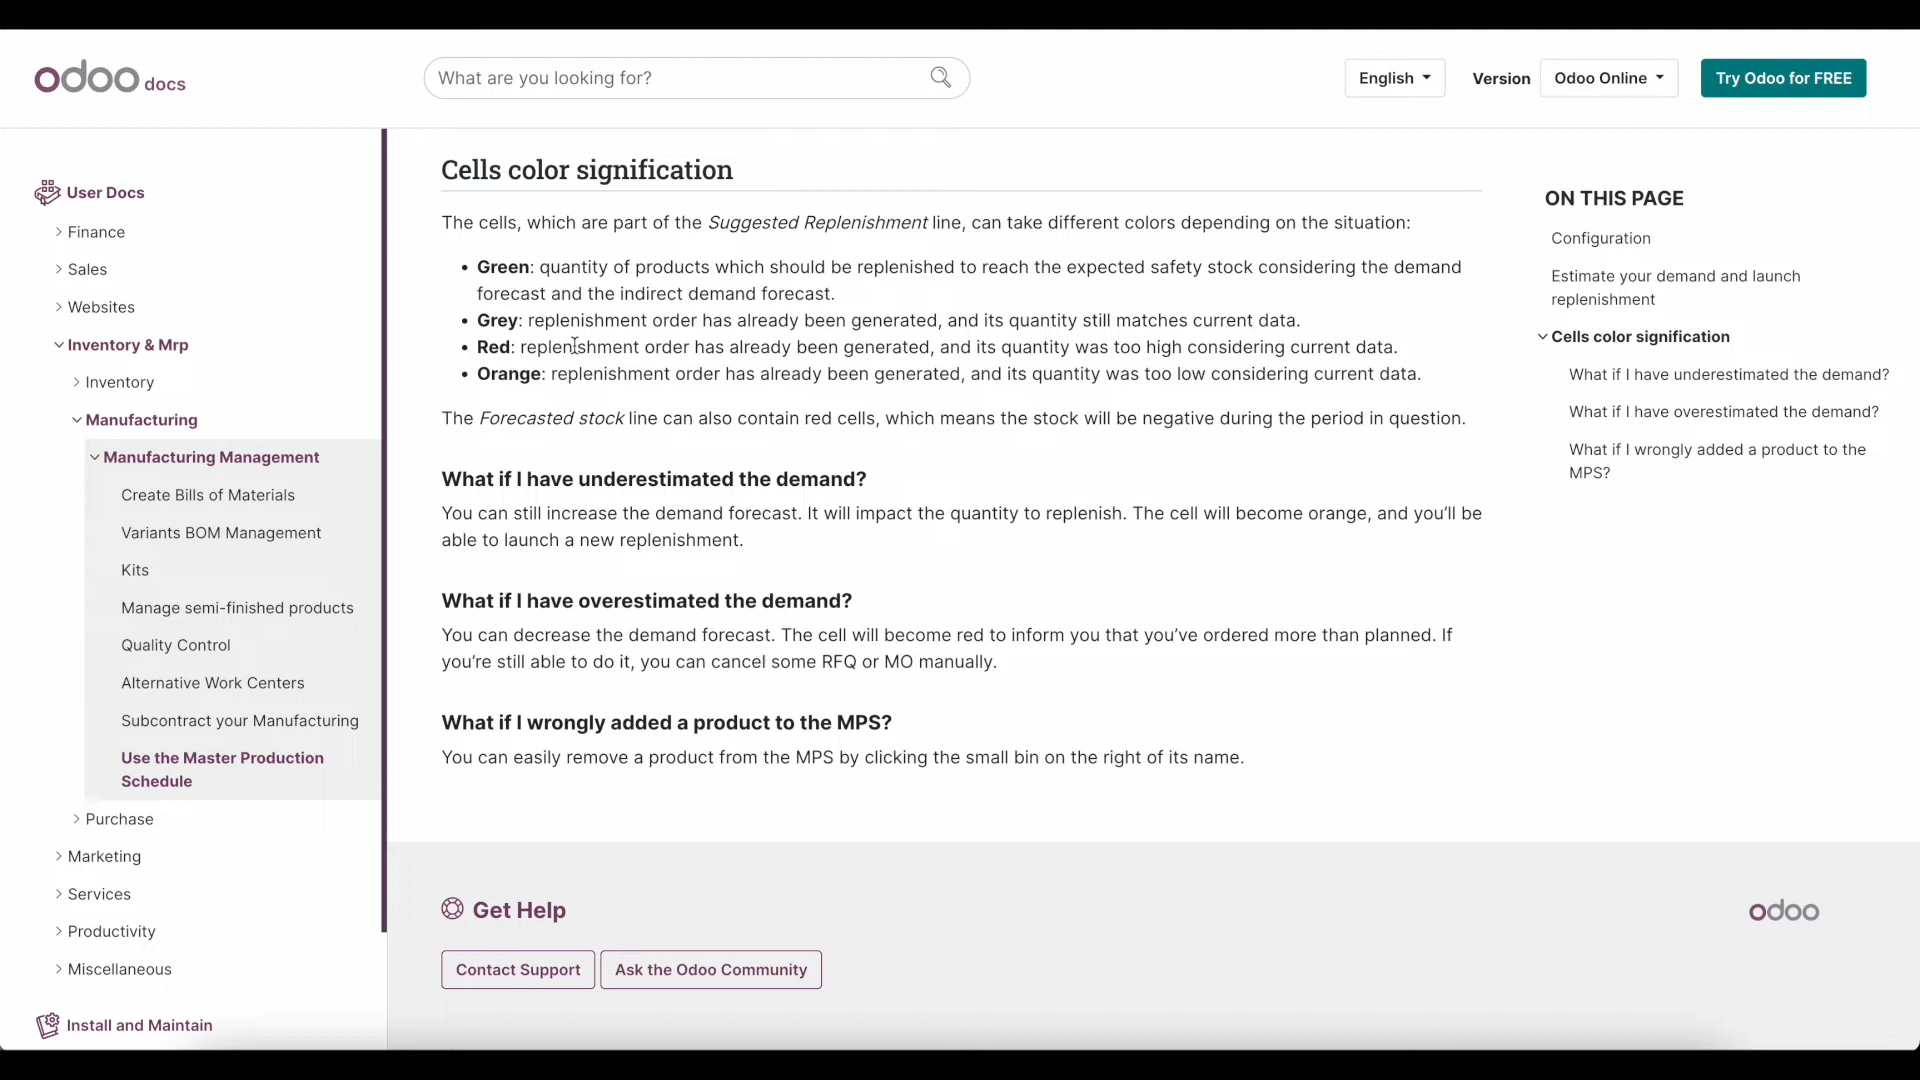 odoo docs
What are you looking for?
English
Version
Odoo Online
Try Odoo for FREE
User Docs
Finance
Sales
Websites
Inventory & Mrp
Inventory
Manufacturing
Manufacturing Management
Create Bills of Materials
Variants BOM Management
Kits
Manage semi-finished products
Quality Control
Alternative Work Centers
Subcontract your Manufacturing
Use the Master Production
Schedule
Purchase
Marketing
Services
Productivity
Miscellaneous
Install and Maintain
Cells color signification
The cells, which are part of the Suggested Replenishment line, can take different colors depending on the situation:
• Green: quantity of products which should be replenished to reach the expected safety stock considering the demand
forecast and the indirect demand forecast.
• Grey: replenishment order has already been generated, and its quantity still matches current data.
• Red: replenishment order has already been generated, and its quantity was too high considering current data.
• Orange: replenishment order has already been generated, and its quantity was too low considering current data.
The Forecasted stock line can also contain red cells, which means the stock will be negative during the period in question.
What if I have underestimated the demand?
You can still increase the demand forecast. It will impact the quantity to replenish. The cell will become orange, and you’ll be
able to launch a new replenishment.
What if I have overestimated the demand?
You can decrease the demand forecast. The cell will become red to inform you that you’ve ordered more than planned. If
you’re still able to do it, you can cancel some RFQ or MO manually.
What if I wrongly added a product to the MPS?
You can easily remove a product from the MPS by clicking the small bin on the right of its name.
ON THIS PAGE
Configuration
Estimate your demand and launch
replenishment
Cells color signification
What if I have underestimated the demand?
What if I have overestimated the demand?
What if I wrongly added a product to the
MPS?
Get Help
odoo
Contact Support
Ask the Odoo Community